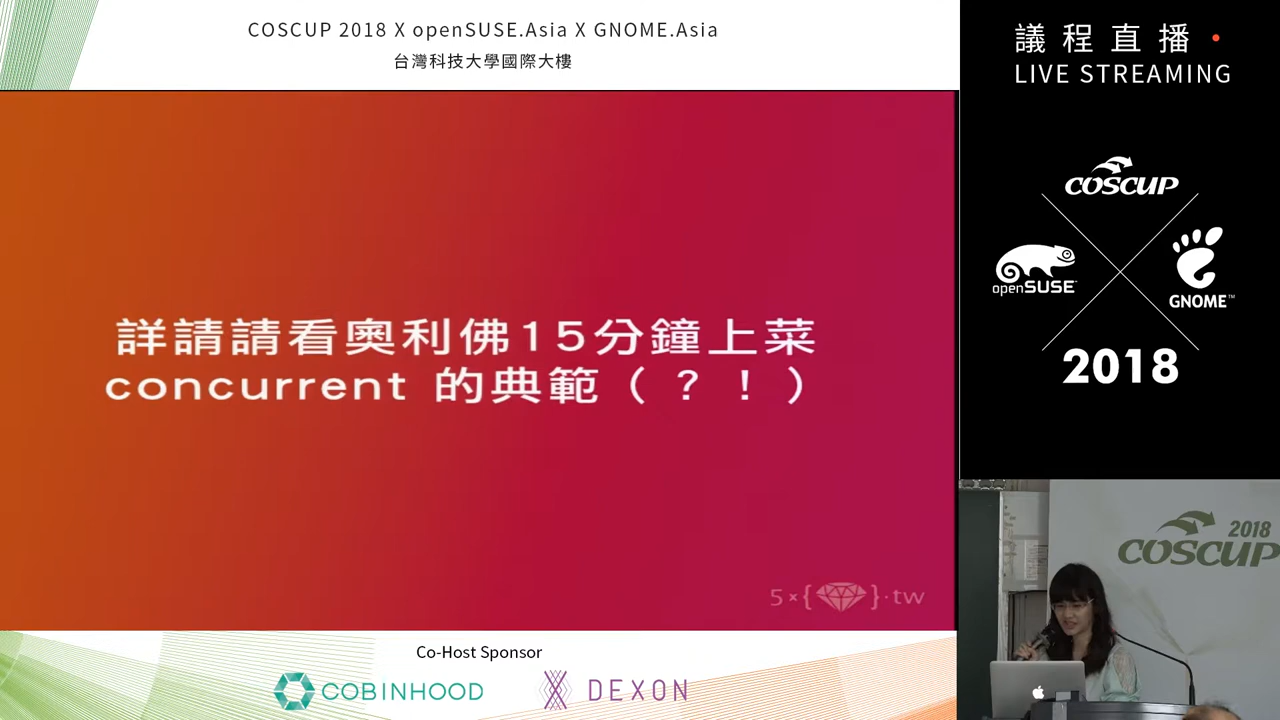 COSCUP 2018 X openSUSE.Asia X GNOME.Asia
台灣科技大學國際大樓
議程直播
LIVE STREAMING
COSCUP
openSUSE
GNOME™
2018
詳請請看奧利佛15分鐘上菜
concurrent 的典範（？！）
5×{}·tw
2018
COSCUP
Co-Host Sponsor
COBINHOOD
DEXON